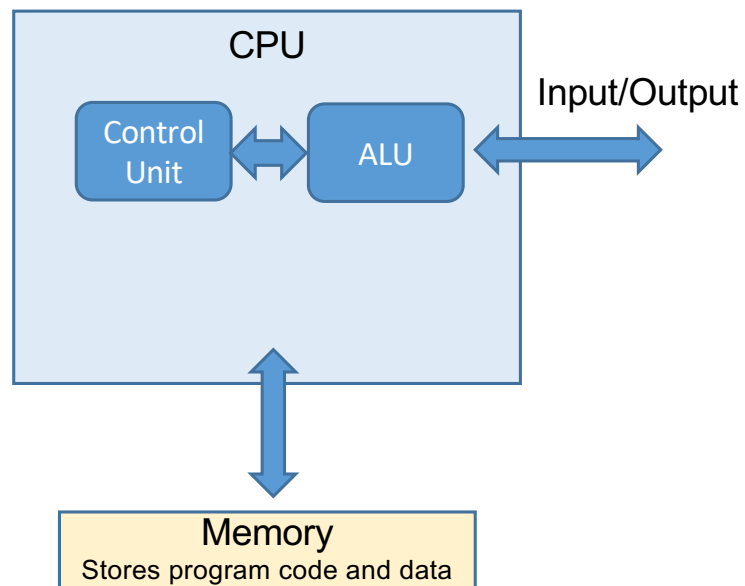 CPU
Input/Output
Control
Unit
ALU
Memory
Stores program code and data